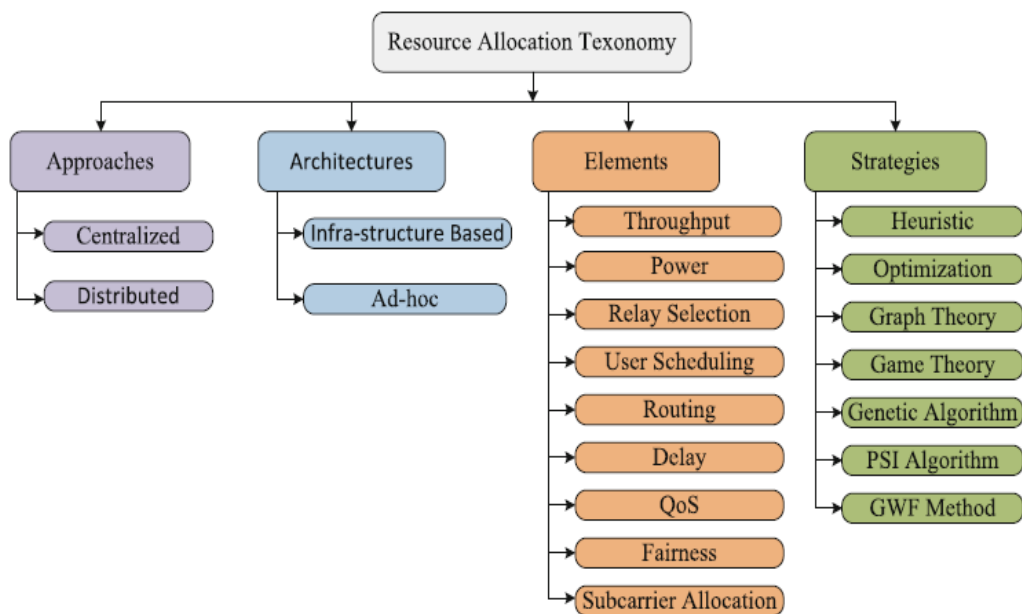 Resource Allocation Texonomy
Approaches
Centralized
Distributed
Architectures
Infra-structure Based
Ad-hoc
Elements
Throughput
Power
Relay Selection
User Scheduling
Routing
Delay
QoS
Fairness
Subcarrier Allocation
Strategies
Heuristic
Optimization
Graph Theory
Game Theory
Genetic Algorithm
PSI Algorithm
GWF Method